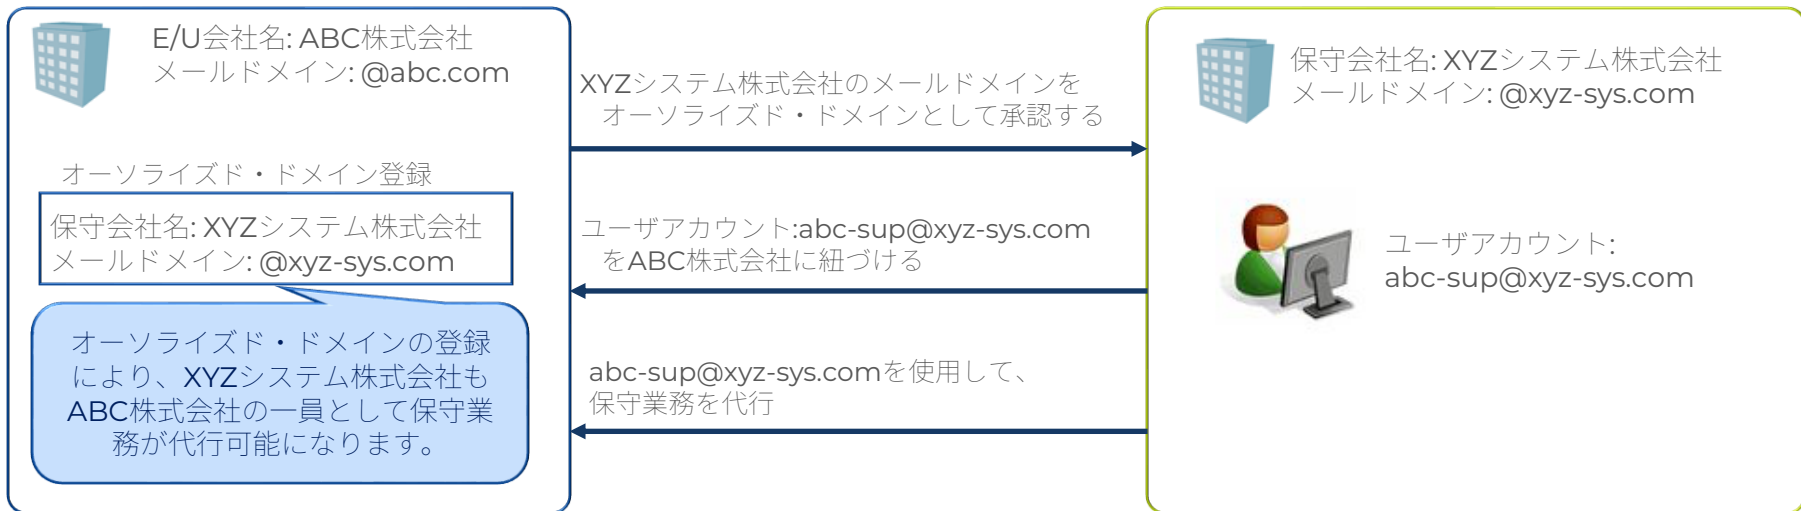 E/U会社名: ABC株式会社
メールドメイン: @abc.com
オーソライズド・ドメイン登録
保守会社名: XYZシステム株式会社
メールドメイン: @xyz-sys.com
オーソライズド・ドメインの登録
により、XYZシステム株式会社も
ABC株式会社の一員として保守業
務が代行可能になります。
XYZシステム株式会社のメールドメインを
オーソライズド・ドメインとして承認する
ユーザアカウント:abc-sup@xyz-sys.com
をABC株式会社に紐づける
abc-sup@xyz-sys.comを使用して、
保守業務を代行
保守会社名: XYZシステム株式会社
メールドメイン: @xyz-sys.com
ユーザアカウント:
abc-sup@xyz-sys.com